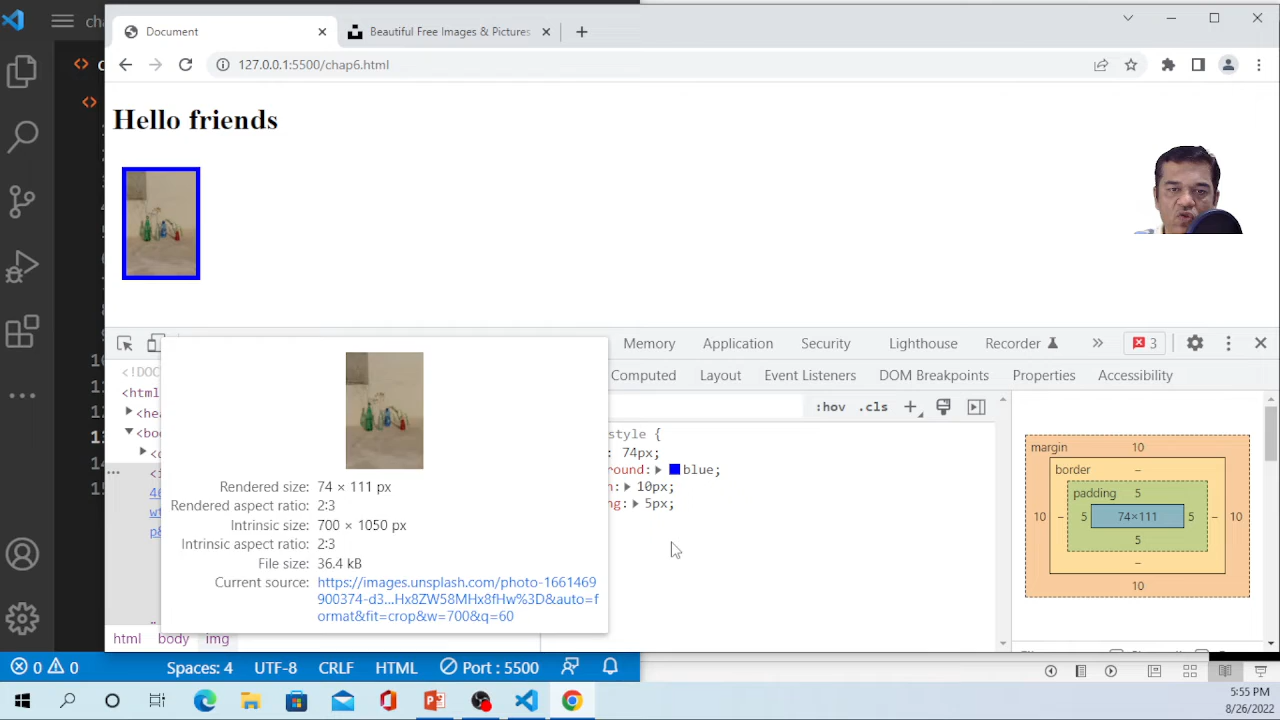 cha
Document
Beautiful Free Images & Pictures
127.0.0.1:5500/chap6.html
Hello friends
Memory
Application
Security
Lighthouse
Recorder
»
3
Computed
Layout
Event Listeners
DOM Breakpoints
Properties
Accessibility
<!DOC
<html
<hea
<bod
<d
<i
46
wt
p&
:hov
.cls
style {
: 74px;
round: blue;
n: 10px;
ng: 5px;
Rendered size: 74 × 111 px
Rendered aspect ratio: 2:3
Intrinsic size: 700 × 1050 px
Intrinsic aspect ratio: 2:3
File size: 36.4 kB
Current source: https://images.unsplash.com/photo-1661469
900374-d3...Hx8ZW58MHx8fHw%3D&auto=f
ormat&fit=crop&w=700&q=60
margin 10
border –
padding 5
10 – 5 74×111 5 – 10
5
–
10
html body img
0 0
Spaces: 4
UTF-8
CRLF
HTML
Port : 5500
5:55 PM
8/26/2022